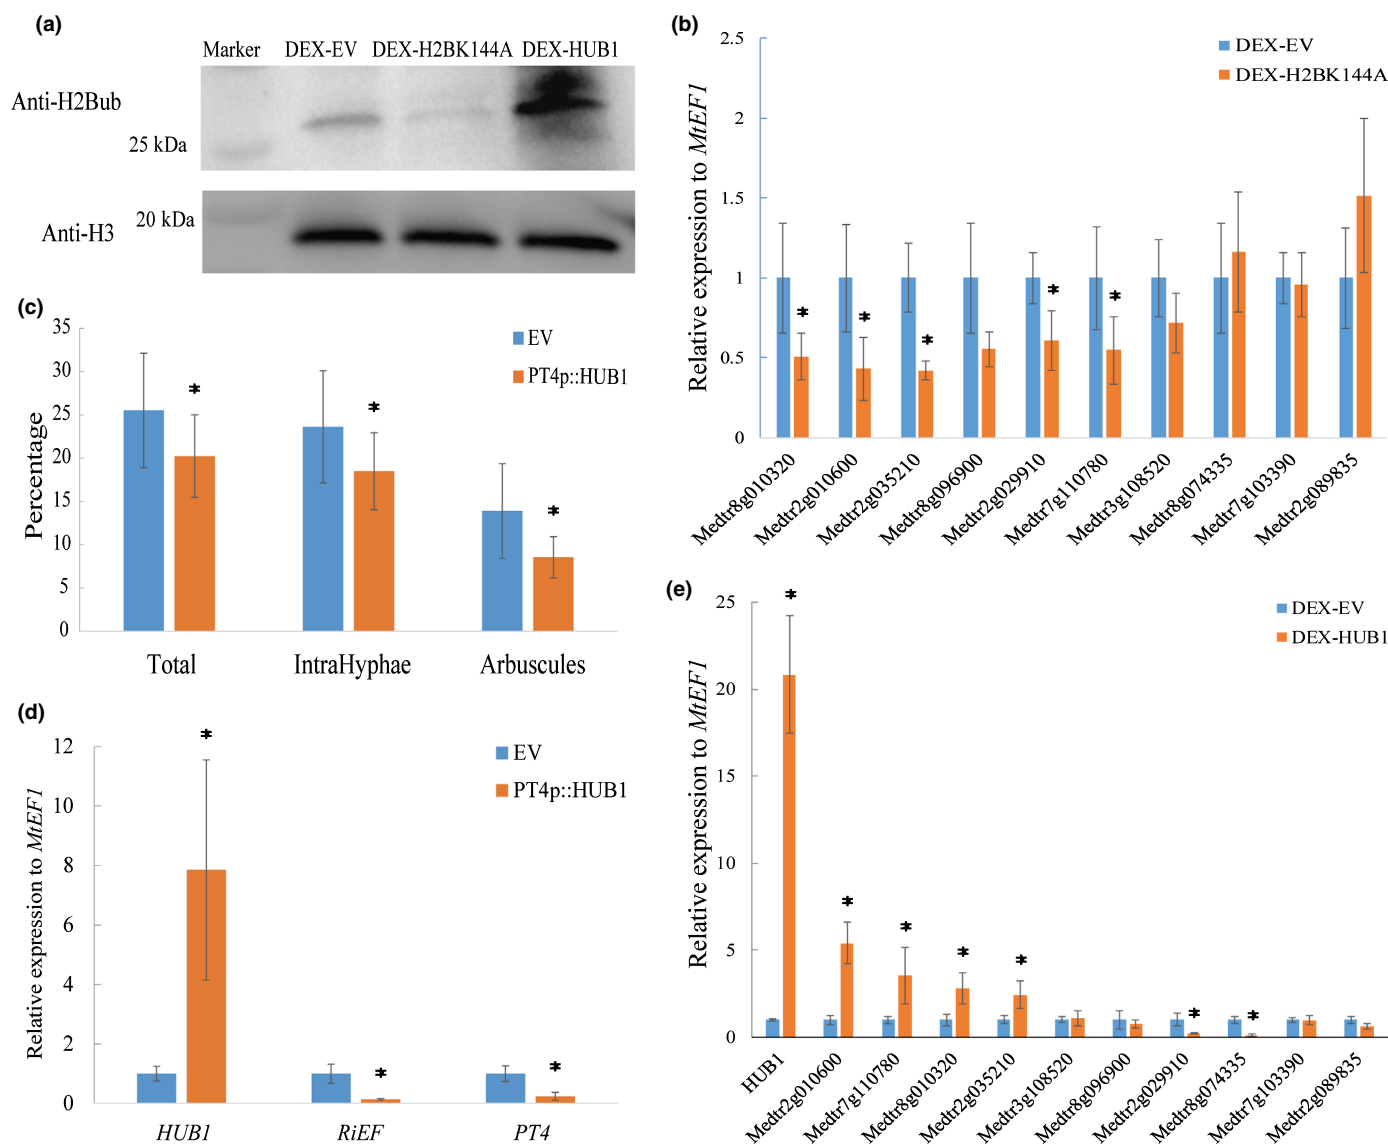 (a)
Marker DEX-EV DEX-H2BK144A DEX-HUB1
Anti-H2Bub
25 kDa
20 kDa
Anti-H3
(b)
DEX-EV
DEX-H2BK144A
Relative expression to MtEF1
2.5
2
1.5
1
0.5
0
* * * * *
Medtr8g010320
Medtr2g010600
Medtr2g035210
Medtr8g096900
Medtr2g029910
Medtr7g110780
Medtr3g108520
Medtr8g074335
Medtr7g103390
Medtr2g089835
(c)
EV
PT4p::HUB1
Percentage
35
30
25
20
15
10
5
0
* * *
Total IntraHyphae Arbuscules
(d)
EV
PT4p::HUB1
Relative expression to MtEF1
12
10
8
6
4
2
0
* * *
HUB1 RiEF PT4
(e)
DEX-EV
DEX-HUB1
Relative expression to MtEF1
25
20
15
10
5
0
* * * * * * *
HUB1
Medtr2g010600
Medtr7g110780
Medtr8g010320
Medtr2g035210
Medtr3g108520
Medtr8g096900
Medtr2g029910
Medtr8g074335
Medtr7g103390
Medtr2g089835